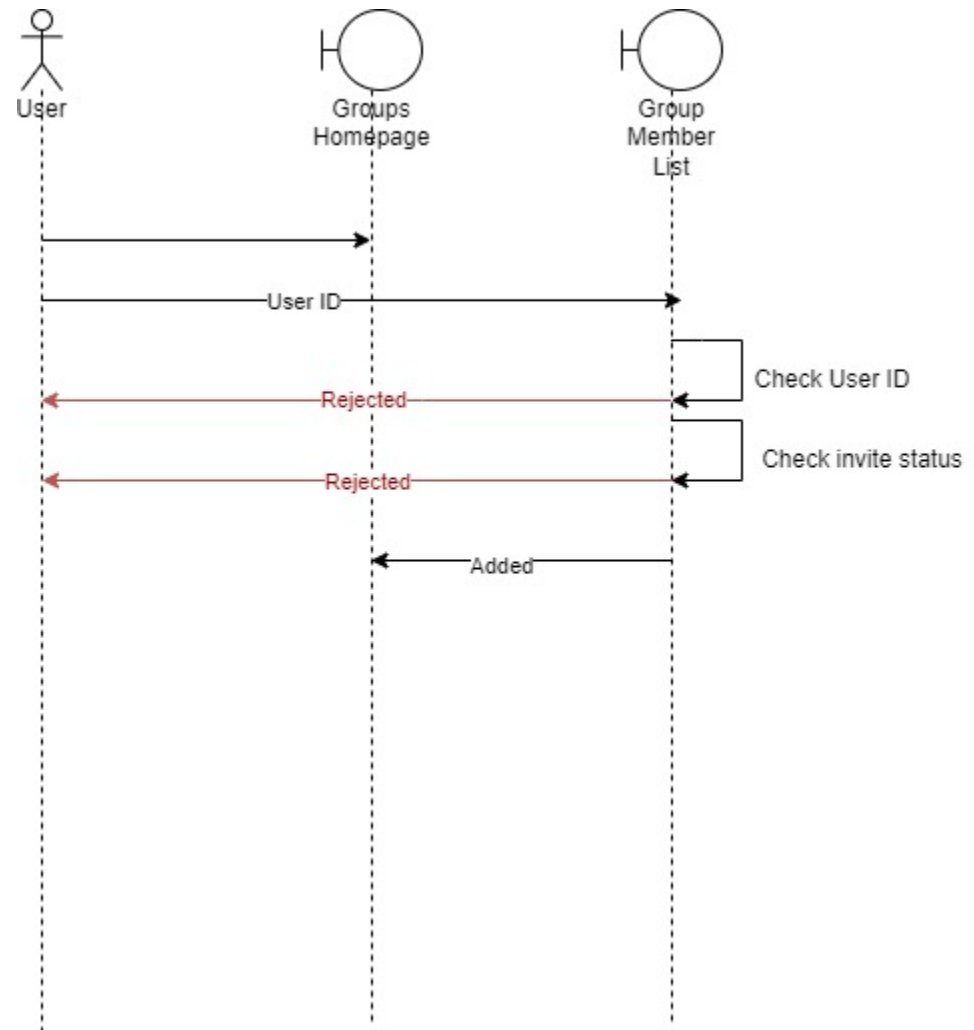 User
Groups
Homepage
Group
Member
List
User ID
Check User ID
Rejected
Check invite status
Rejected
Added